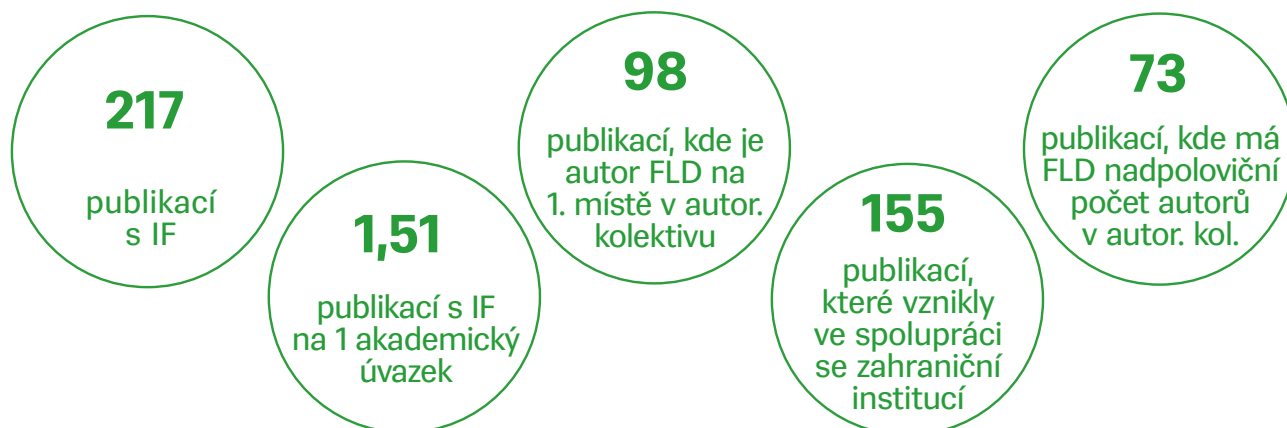 217
publikací
s IF
1,51
publikací s IF
na 1 akademický
úvazek
98
publikací, kde je
autor FLD na
1. místě v autor.
kolektivu
155
publikací,
které vznikly
ve spolupráci
se zahraniční
institucí
73
publikací, kde má
FLD nadpoloviční
počet autorů
v autor. kol.